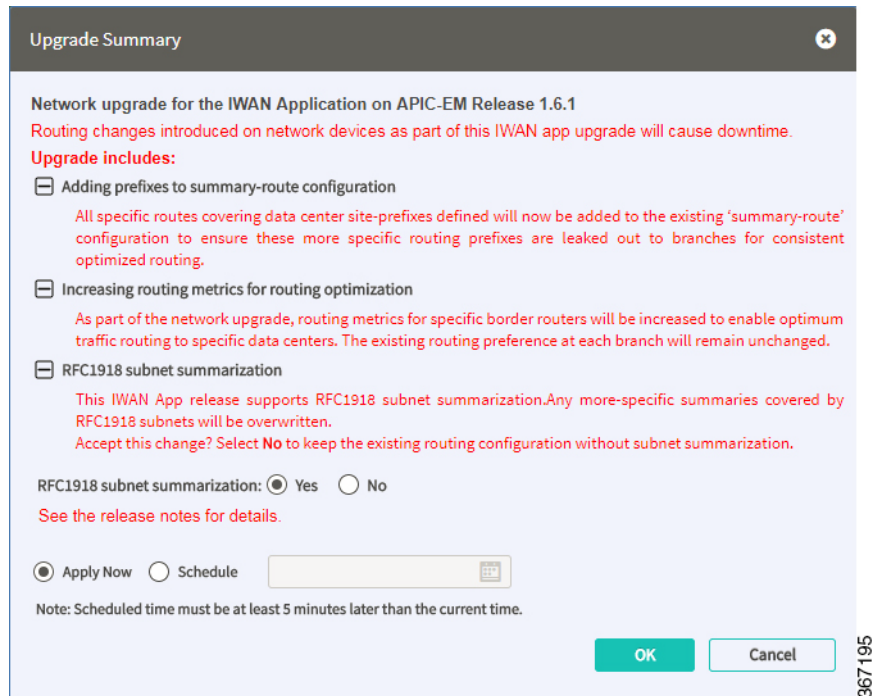 Upgrade Summary
Network upgrade for the IWAN Application on APIC-EM Release 1.6.1
Routing changes introduced on network devices as part of this IWAN app upgrade will cause downtime.
Upgrade includes:
Adding prefixes to summary-route configuration
All specific routes covering data center site-prefixes defined will now be added to the existing ‘summary-route’
configuration to ensure these more specific routing prefixes are leaked out to branches for consistent
optimized routing.
Increasing routing metrics for routing optimization
As part of the network upgrade, routing metrics for specific border routers will be increased to enable optimum
traffic routing to specific data centers. The existing routing preference at each branch will remain unchanged.
RFC1918 subnet summarization
This IWAN App release supports RFC1918 subnet summarization.Any more-specific summaries covered by
RFC1918 subnets will be overwritten.
Accept this change? Select No to keep the existing routing configuration without subnet summarization.
RFC1918 subnet summarization: Yes No
See the release notes for details.
Apply Now Schedule
Note: Scheduled time must be at least 5 minutes later than the current time.
OK Cancel
367195